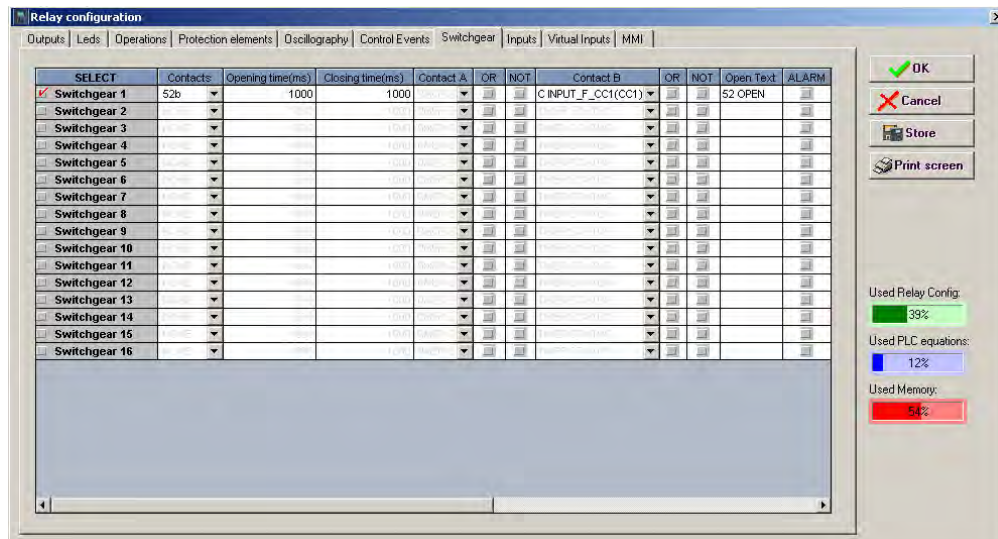 Relay configuration
Outputs Leds Operations Protection elements Oscillography Control Events Switchgear Inputs Virtual Inputs MMI
SELECT Contacts Opening time(ms) Closing time(ms) Contact A OR NOT Contact B OR NOT Open Text ALARM
Switchgear 1 52b 1000 1000 C INPUT_F_CC1(CC1) 52 OPEN
Switchgear 2
Switchgear 3
Switchgear 4
Switchgear 5
Switchgear 6
Switchgear 7
Switchgear 8
Switchgear 9
Switchgear 10
Switchgear 11
Switchgear 12
Switchgear 13
Switchgear 14
Switchgear 15
Switchgear 16
OK
Cancel
Store
Print screen
Used Relay Config:
39%
Used PLC equations:
12%
Used Memory:
54%